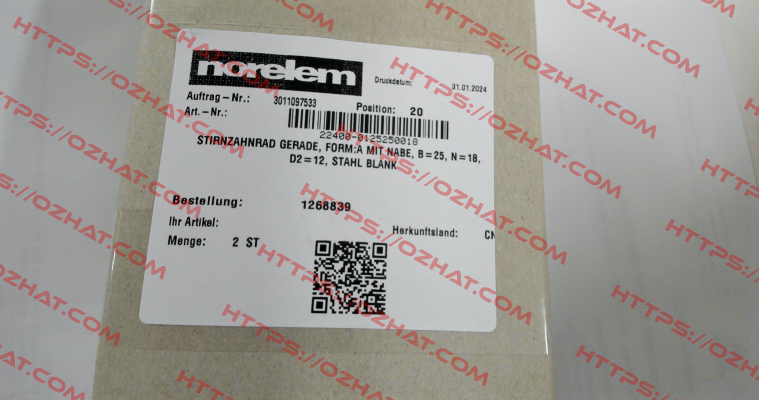 norelem
Druckdatum: 31.01.2024
Auftrag-Nr.: 3011097533 Position: 20
Art.-Nr.:
22400-0125250018
STIRNZAHNRAD GERADE, FORM:A MIT NABE, B=25, N=18,
D2=12, STAHL BLANK
Bestellung: 1268839
Ihr Artikel:
Herkunftsland: CN
Menge: 2 ST
HTTPS://OZHAT.COM